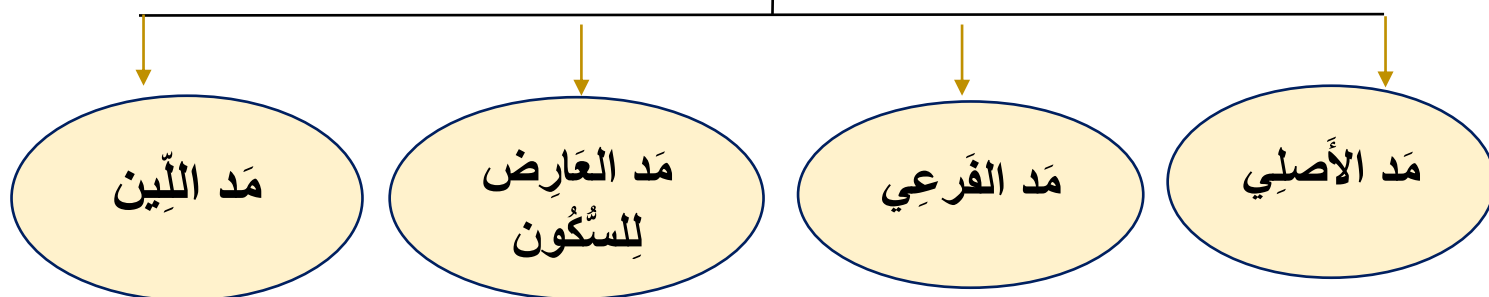 مَد الأَصلِي
مَد الفَرعِي
مَد العَارِض
لِلسُّكُون
مَد اللِّين